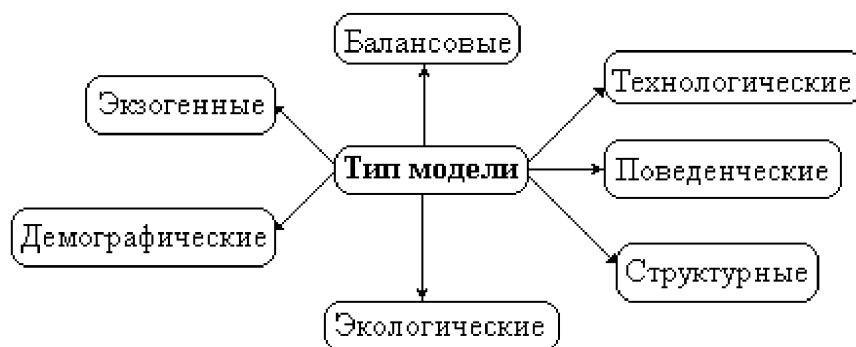 Балансовые
Технологические
Экзогенные
Тип модели
Поведенческие
Демографические
Структурные
Экологические